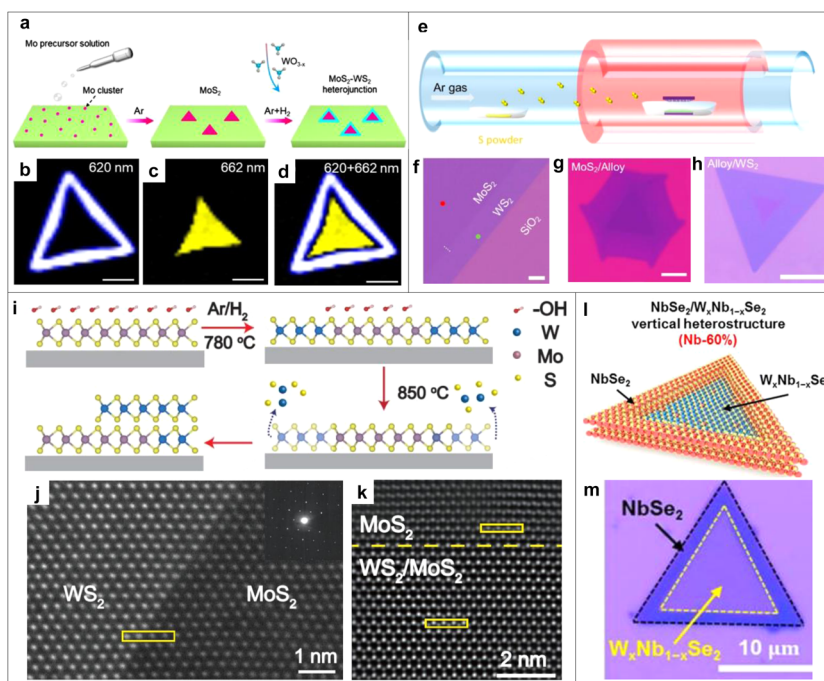 a
Mo precursor solution
Mo cluster
Ar
MoS₂
WO₃₋ₓ
Ar+H₂
MoS₂-WS₂
heterojunction
b
620 nm
c
662 nm
d
620+662 nm
e
Ar gas
S powder
f
MoS₂
WS₂
SiO₂
g
MoS₂/Alloy
h
Alloy/WS₂
i
Ar/H₂
780 °C
-OH
W
Mo
S
850 °C
j
WS₂
MoS₂
1 nm
k
MoS₂
WS₂/MoS₂
2 nm
l
NbSe₂/WₓNb₁₋ₓSe₂
vertical heterostructure
(Nb-60%)
NbSe₂
WₓNb₁₋ₓSe
m
NbSe₂
WₓNb₁₋ₓSe₂
10 µm